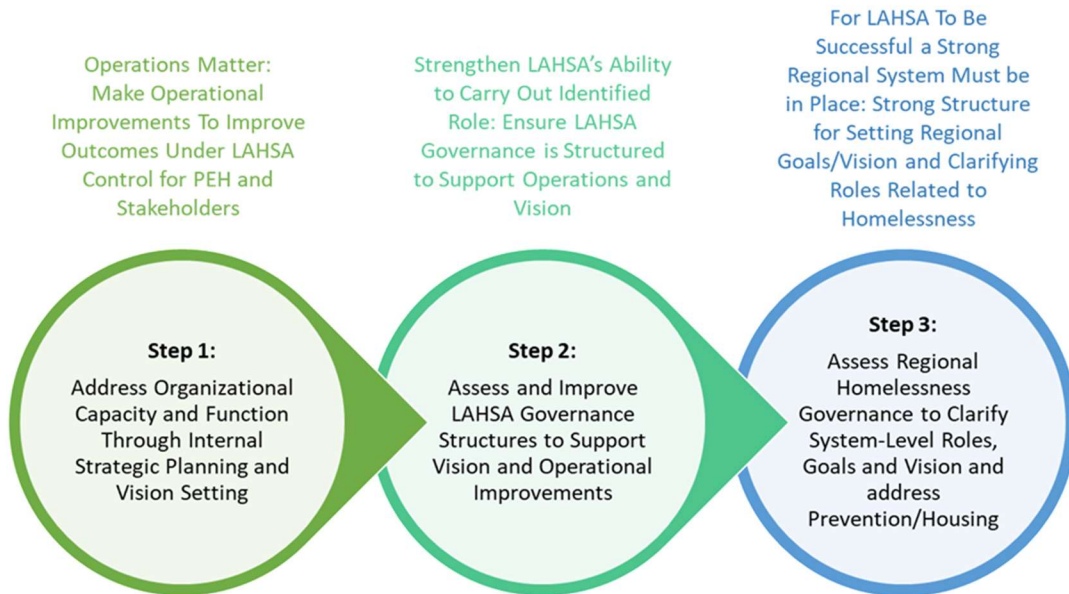 Operations Matter:
Make Operational
Improvements To Improve
Outcomes Under LAHSA
Control for PEH and
Stakeholders
Strengthen LAHSA's Ability
to Carry Out Identified
Role: Ensure LAHSA
Governance is Structured
to Support Operations and
Vision
For LAHSA To Be
Successful a Strong
Regional System Must be
in Place: Strong Structure
for Setting Regional
Goals/Vision and Clarifying
Roles Related to
Homelessness
Step 1:
Address Organizational
Capacity and Function
Through Internal
Strategic Planning and
Vision Setting
Step 2:
Assess and Improve
LAHSA Governance
Structures to Support
Vision and Operational
Improvements
Step 3:
Assess Regional
Homelessness
Governance to Clarify
System-Level Roles,
Goals and Vision and
address
Prevention/Housing